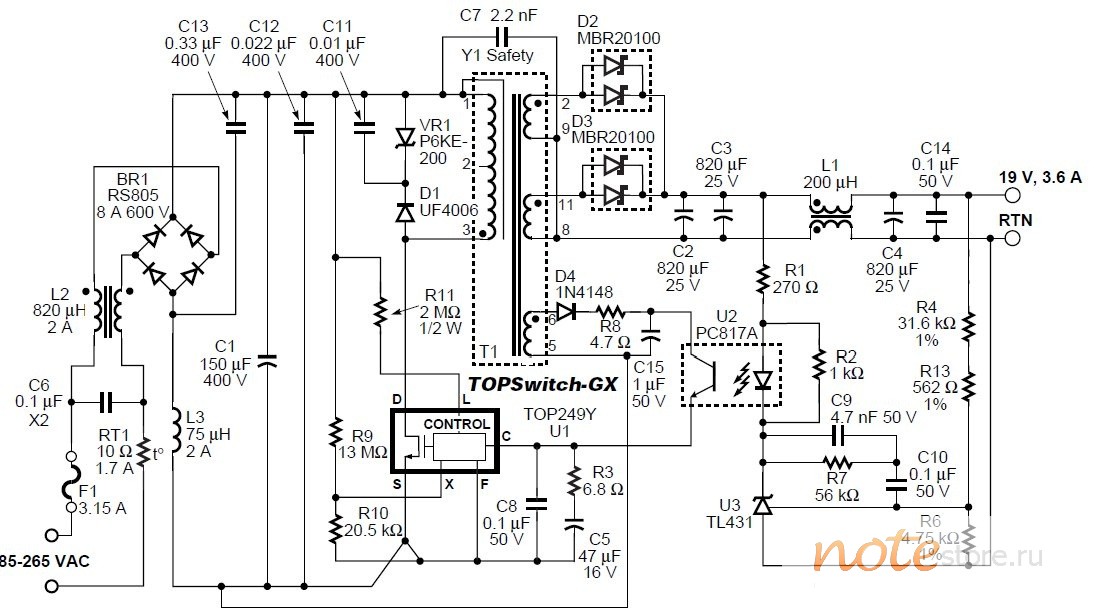 C7 2.2 nF
Y1 Safety
C13
0.33 µF
400 V
C12
0.022 µF
400 V
C11
0.01 µF
400 V
D2
MBR20100
1
2
3
2
9
D3
MBR20100
11
8
VR1
P6KE-
200
D1
UF4006
BR1
RS805
8 A 600 V
C3
820 µF
25 V
L1
200 µH
C14
0.1 µF
50 V
19 V, 3.6 A
RTN
C2
820 µF
25 V
C4
820 µF
25 V
L2
820 µH
2 A
R11
2 MΩ
1/2 W
D4
1N4148
6
5
R8
4.7 Ω
T1
C15
1 µF
50 V
U2
PC817A
R1
270 Ω
R2
1 kΩ
R4
31.6 kΩ
1%
R13
562 Ω
1%
C1
150 µF
400 V
C6
0.1 µF
X2
RT1
10 Ω
1.7 A
t°
L3
75 µH
2 A
F1
3.15 A
85-265 VAC
R9
13 MΩ
R10
20.5 kΩ
TOPSwitch-GX
TOP249Y
U1
D
L
CONTROL
C
S
X
F
R3
6.8 Ω
C8
0.1 µF
50 V
C5
47 µF
16 V
C9
4.7 nF 50 V
R7
56 kΩ
C10
0.1 µF
50 V
U3
TL431
R6
4.75 kΩ
1%
notestore.ru